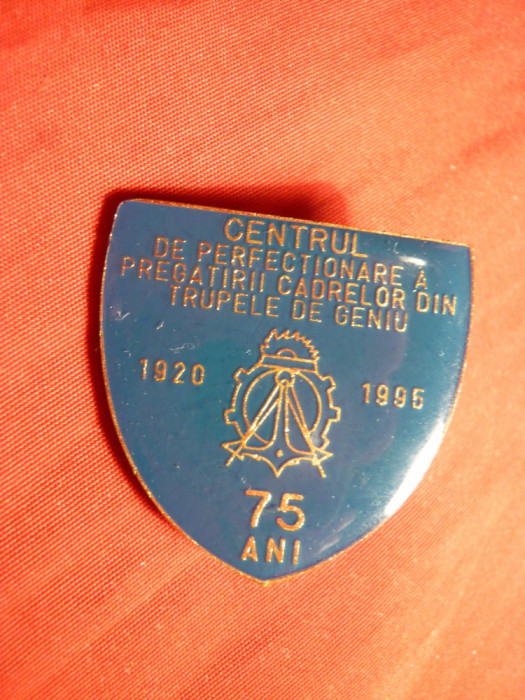 CENTRUL
DE PERFECTIONARE A
PREGATIRII CADRELOR DIN
TRUPELE DE GENIU
1920 1995
75
ANI